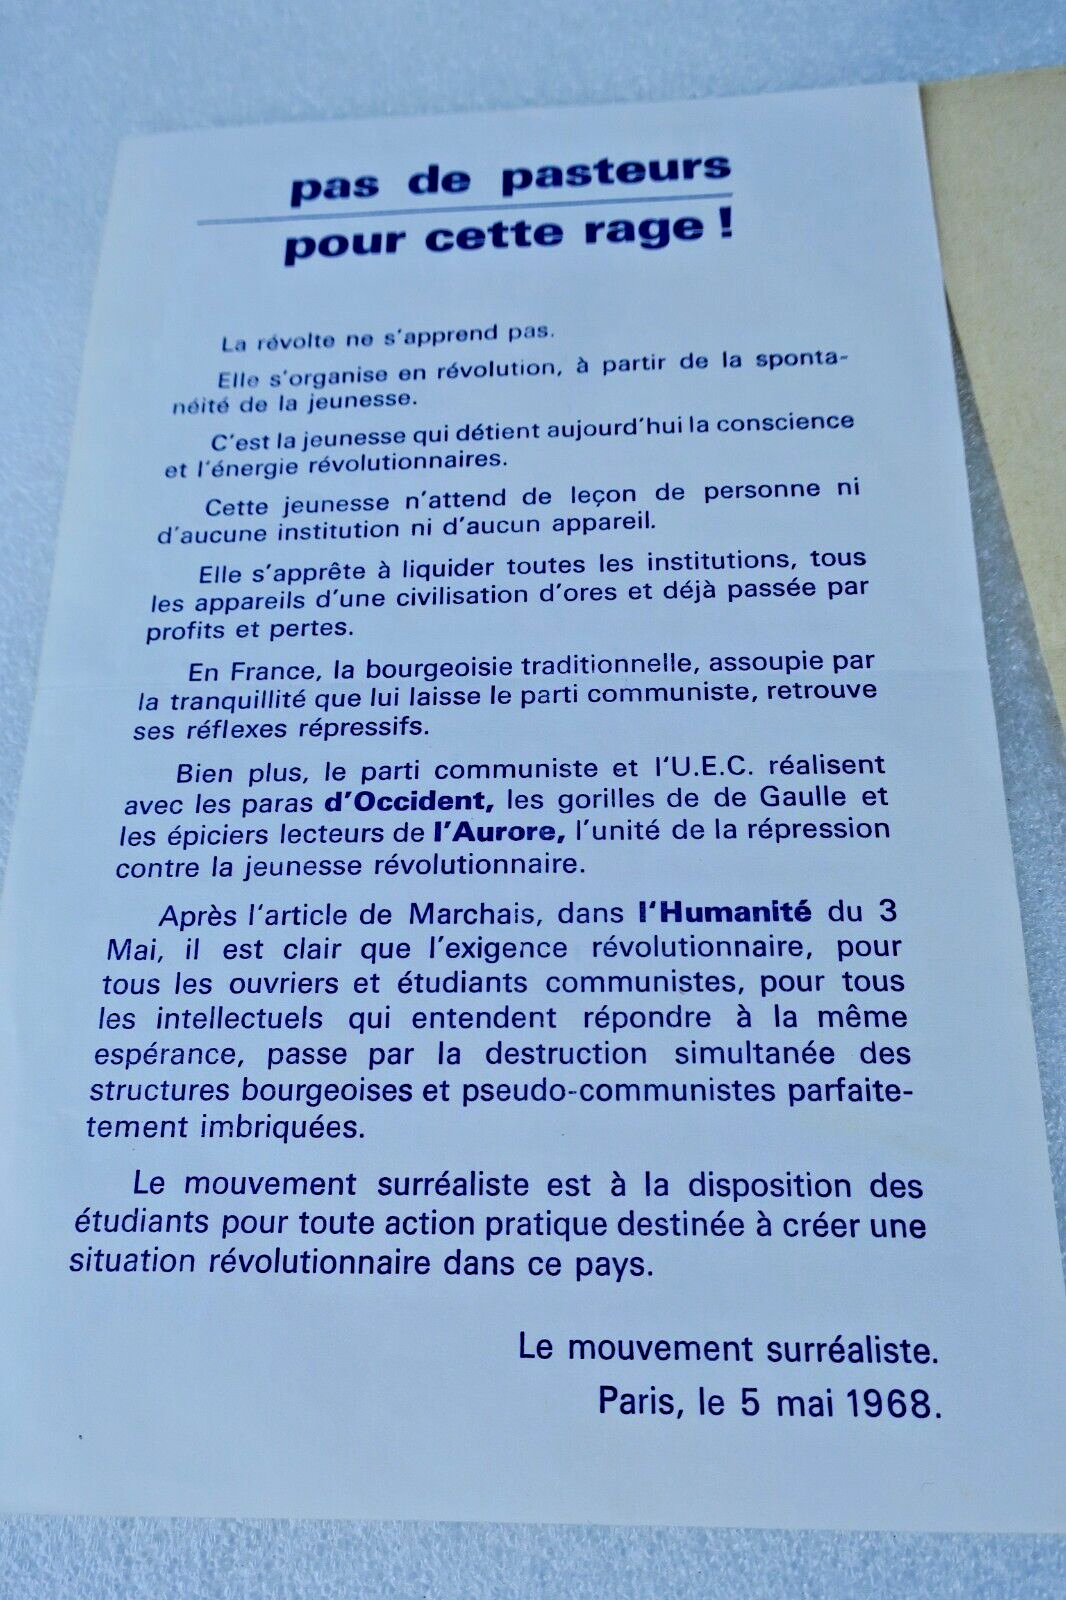 pas de pasteurs
pour cette rage !
La révolte ne s'apprend pas.
Elle s'organise en révolution, à partir de la sponta-
néité de la jeunesse.
C'est la jeunesse qui détient aujourd'hui la conscience
et l'énergie révolutionnaires.
Cette jeunesse n'attend de leçon de personne ni
d'aucune institution ni d'aucun appareil.
Elle s'apprête à liquider toutes les institutions, tous
les appareils d'une civilisation d'ores et déjà passée par
profits et pertes.
En France, la bourgeoisie traditionnelle, assoupie par
la tranquillité que lui laisse le parti communiste, retrouve
ses réflexes répressifs.
Bien plus, le parti communiste et l'U.E.C. réalisent
avec les paras d'Occident, les gorilles de de Gaulle et
les épiciers lecteurs de l'Aurore, l'unité de la répression
contre la jeunesse révolutionnaire.
Après l'article de Marchais, dans l'Humanité du 3
Mai, il est clair que l'exigence révolutionnaire, pour
tous les ouvriers et étudiants communistes, pour tous
les intellectuels qui entendent répondre à la même
espérance, passe par la destruction simultanée des
structures bourgeoises et pseudo-communistes parfaite-
tement imbriquées.
Le mouvement surréaliste est à la disposition des
étudiants pour toute action pratique destinée à créer une
situation révolutionnaire dans ce pays.
Le mouvement surréaliste.
Paris, le 5 mai 1968.